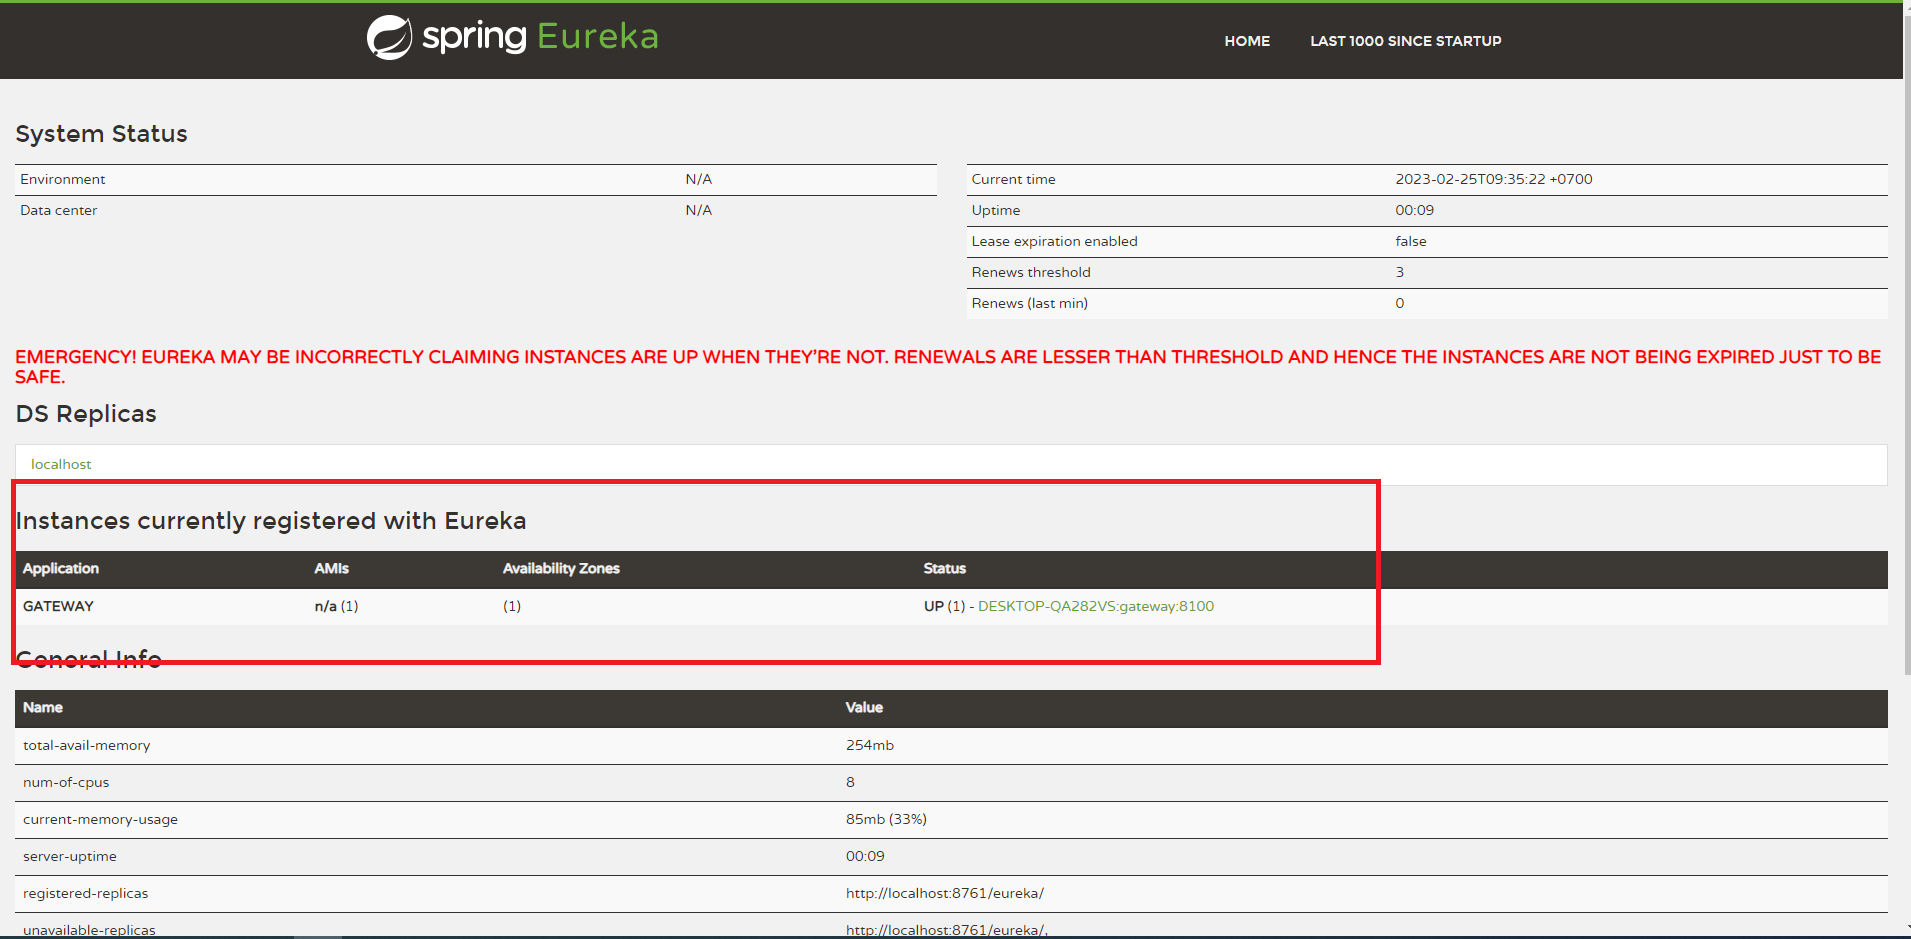 spring Eureka
HOME LAST 1000 SINCE STARTUP
System Status
Environment N/A
Data center N/A
Current time 2023-02-25T09:35:22 +0700
Uptime 00:09
Lease expiration enabled false
Renews threshold 3
Renews (last min) 0
EMERGENCY! EUREKA MAY BE INCORRECTLY CLAIMING INSTANCES ARE UP WHEN THEY'RE NOT. RENEWALS ARE LESSER THAN THRESHOLD AND HENCE THE INSTANCES ARE NOT BEING EXPIRED JUST TO BE
SAFE.
DS Replicas
localhost
Instances currently registered with Eureka
Application AMIs Availability Zones Status
GATEWAY n/a (1) (1) UP (1) - DESKTOP-QA282VS:gateway:8100
General Info
Name Value
total-avail-memory 254mb
num-of-cpus 8
current-memory-usage 85mb (33%)
server-uptime 00:09
registered-replicas http://localhost:8761/eureka/
unavailable-replicas http://localhost:8761/eureka/,